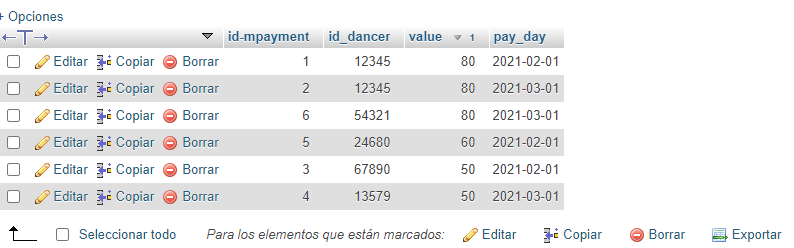 + Opciones
id-mpayment id_dancer value 1 pay_day
Editar Copiar Borrar 1 12345 80 2021-02-01
Editar Copiar Borrar 2 12345 80 2021-03-01
Editar Copiar Borrar 6 54321 80 2021-03-01
Editar Copiar Borrar 5 24680 60 2021-02-01
Editar Copiar Borrar 3 67890 50 2021-02-01
Editar Copiar Borrar 4 13579 50 2021-03-01
Seleccionar todo Para los elementos que están marcados: Editar Copiar Borrar Exportar